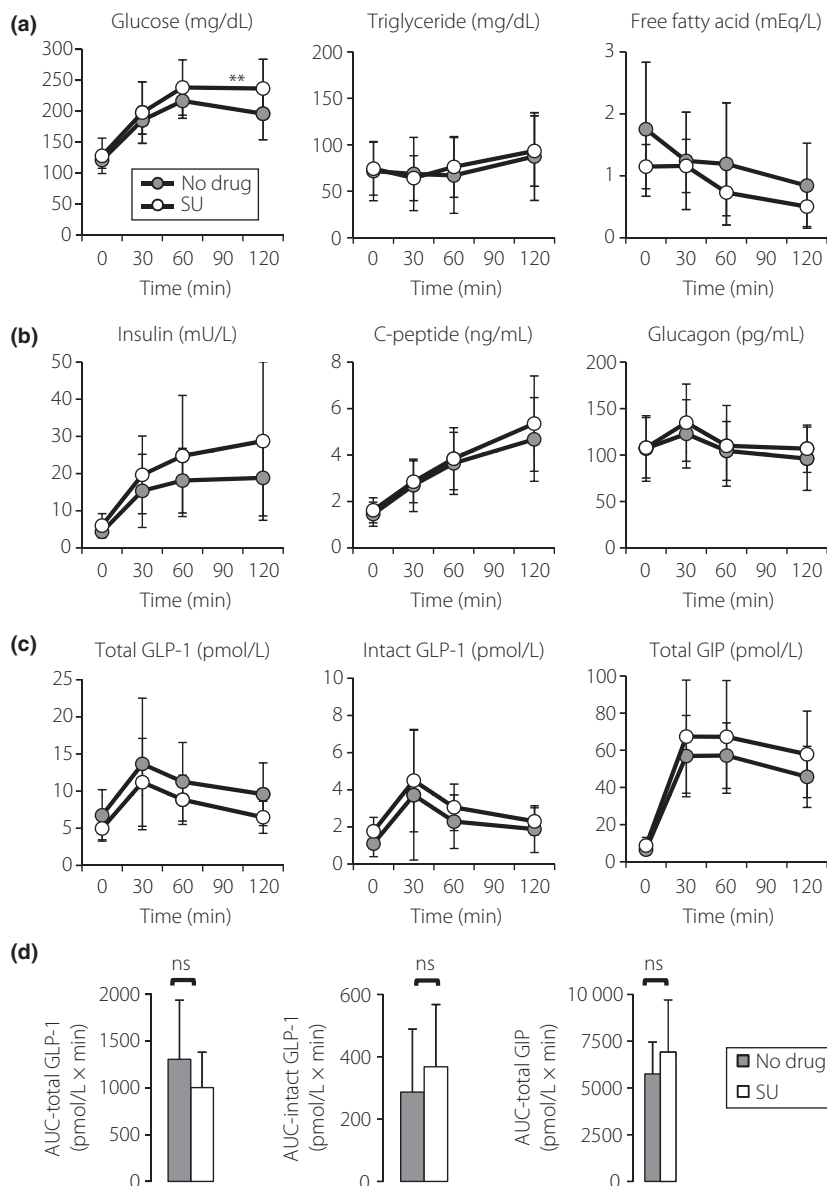 (a)
Glucose (mg/dL)
300
250
200
150
100
50
0
**
No drug
SU
0 30 60 90 120
Time (min)
Triglyceride (mg/dL)
200
150
100
50
0
0 30 60 90 120
Time (min)
Free fatty acid (mEq/L)
3
2
1
0
0 30 60 90 120
Time (min)
(b)
Insulin (mU/L)
50
40
30
20
10
0
0 30 60 90 120
Time (min)
C-peptide (ng/mL)
8
6
4
2
0
0 30 60 90 120
Time (min)
Glucagon (pg/mL)
200
150
100
50
0
0 30 60 90 120
Time (min)
(c)
Total GLP-1 (pmol/L)
25
20
15
10
5
0
0 30 60 90 120
Time (min)
Intact GLP-1 (pmol/L)
10
8
6
4
2
0
0 30 60 90 120
Time (min)
Total GIP (pmol/L)
100
80
60
40
20
0
0 30 60 90 120
Time (min)
(d)
ns
AUC-total GLP-1
(pmol/L × min)
2000
1500
1000
500
0
ns
AUC-intact GLP-1
(pmol/L × min)
600
400
200
0
ns
AUC-total GIP
(pmol/L × min)
10 000
7500
5000
2500
0
No drug
SU